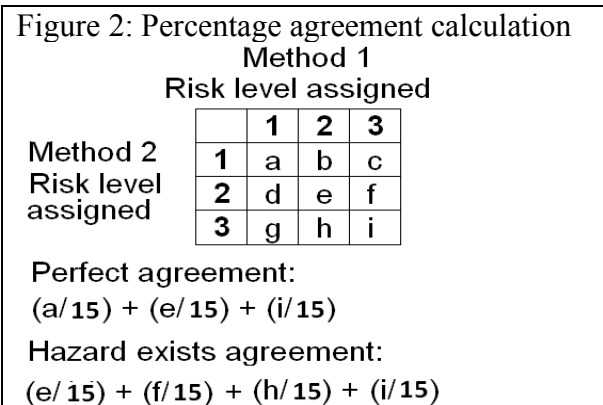 Figure 2: Percentage agreement calculation
Method 1
Risk level assigned
1 2 3
Method 2
Risk level
assigned
1 a b c
2 d e f
3 g h i
Perfect agreement:
(a/15) + (e/15) + (i/15)
Hazard exists agreement:
(e/15) + (f/15) + (h/15) + (i/15)